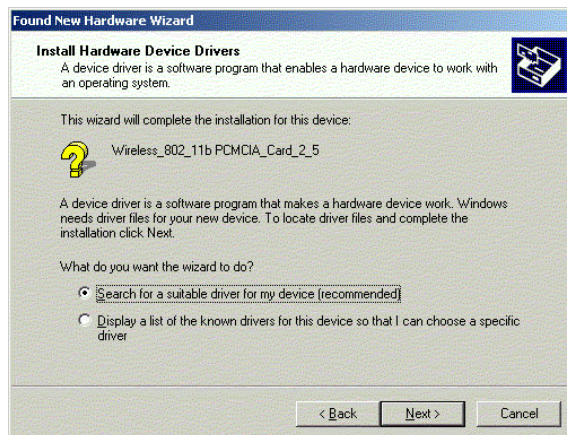 Found New Hardware Wizard
Install Hardware Device Drivers
A device driver is a software program that enables a hardware device to work with
an operating system.
This wizard will complete the installation for this device:
Wireless_802_11b PCMCIA_Card_2_5
A device driver is a software program that makes a hardware device work. Windows
needs driver files for your new device. To locate driver files and complete the
installation click Next.
What do you want the wizard to do?
Search for a suitable driver for my device (recommended)
Display a list of the known drivers for this device so that I can choose a specific
driver
< Back Next > Cancel